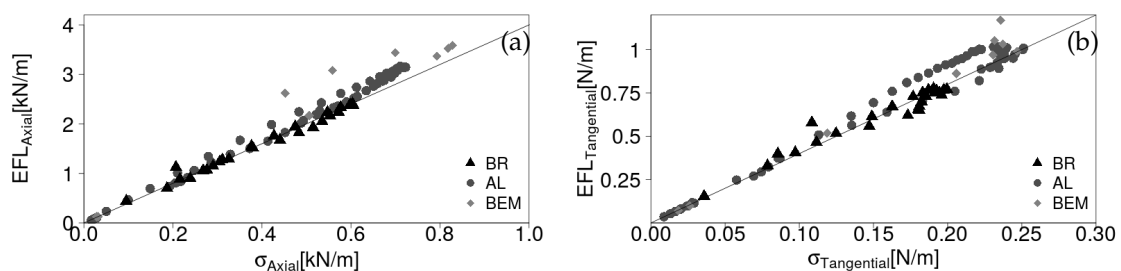 EFL_Axial[kN/m]
4
3
2
1
0
(a)
BR
AL
BEM
0.0 0.2 0.4 0.6 0.8 1.0
σ_Axial[kN/m]
EFL_Tangential[N/m]
1
0.75
0.5
0.25
(b)
BR
AL
BEM
0.00 0.05 0.10 0.15 0.20 0.25 0.30
σ_Tangential[N/m]